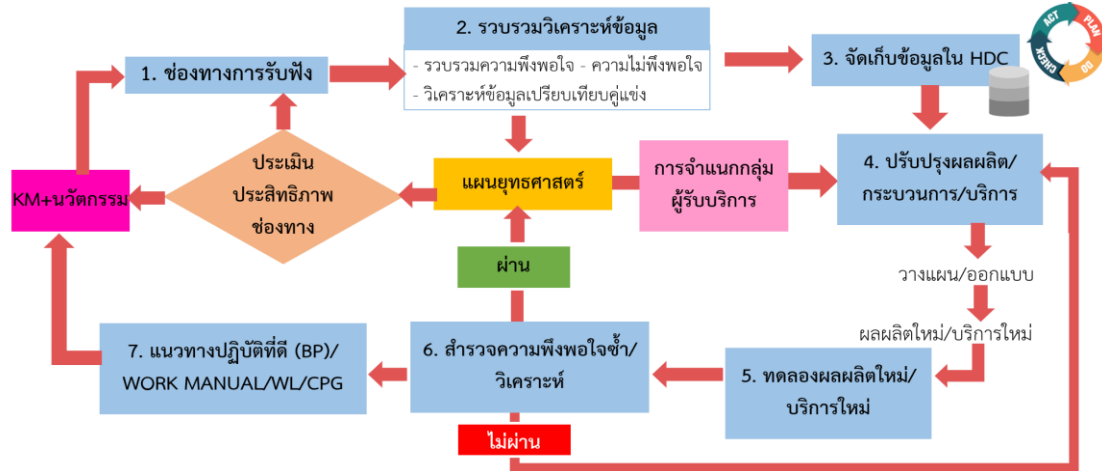 2. รวบรวมวิเคราะห์ข้อมูล
- รวบรวมความพึงพอใจ - ความไม่พึงพอใจ
- วิเคราะห์ข้อมูลเปรียบเทียบคู่แข่ง
1. ช่องทางการรับฟัง
3. จัดเก็บข้อมูลใน HDC
ACT
PLAN
DO
CHECK
ประเมิน
ประสิทธิภาพ
ช่องทาง
แผนยุทธศาสตร์
การจำแนกกลุ่ม
ผู้รับบริการ
4. ปรับปรุงผลผลิต/
กระบวนการ/บริการ
KM+นวัตกรรม
ผ่าน
วางแผน/ออกแบบ
ผลผลิตใหม่/บริการใหม่
7. แนวทางปฏิบัติที่ดี (BP)/
WORK MANUAL/WL/CPG
6. สำรวจความพึงพอใจซ้ำ/
วิเคราะห์
5. ทดลองผลผลิตใหม่/
บริการใหม่
ไม่ผ่าน